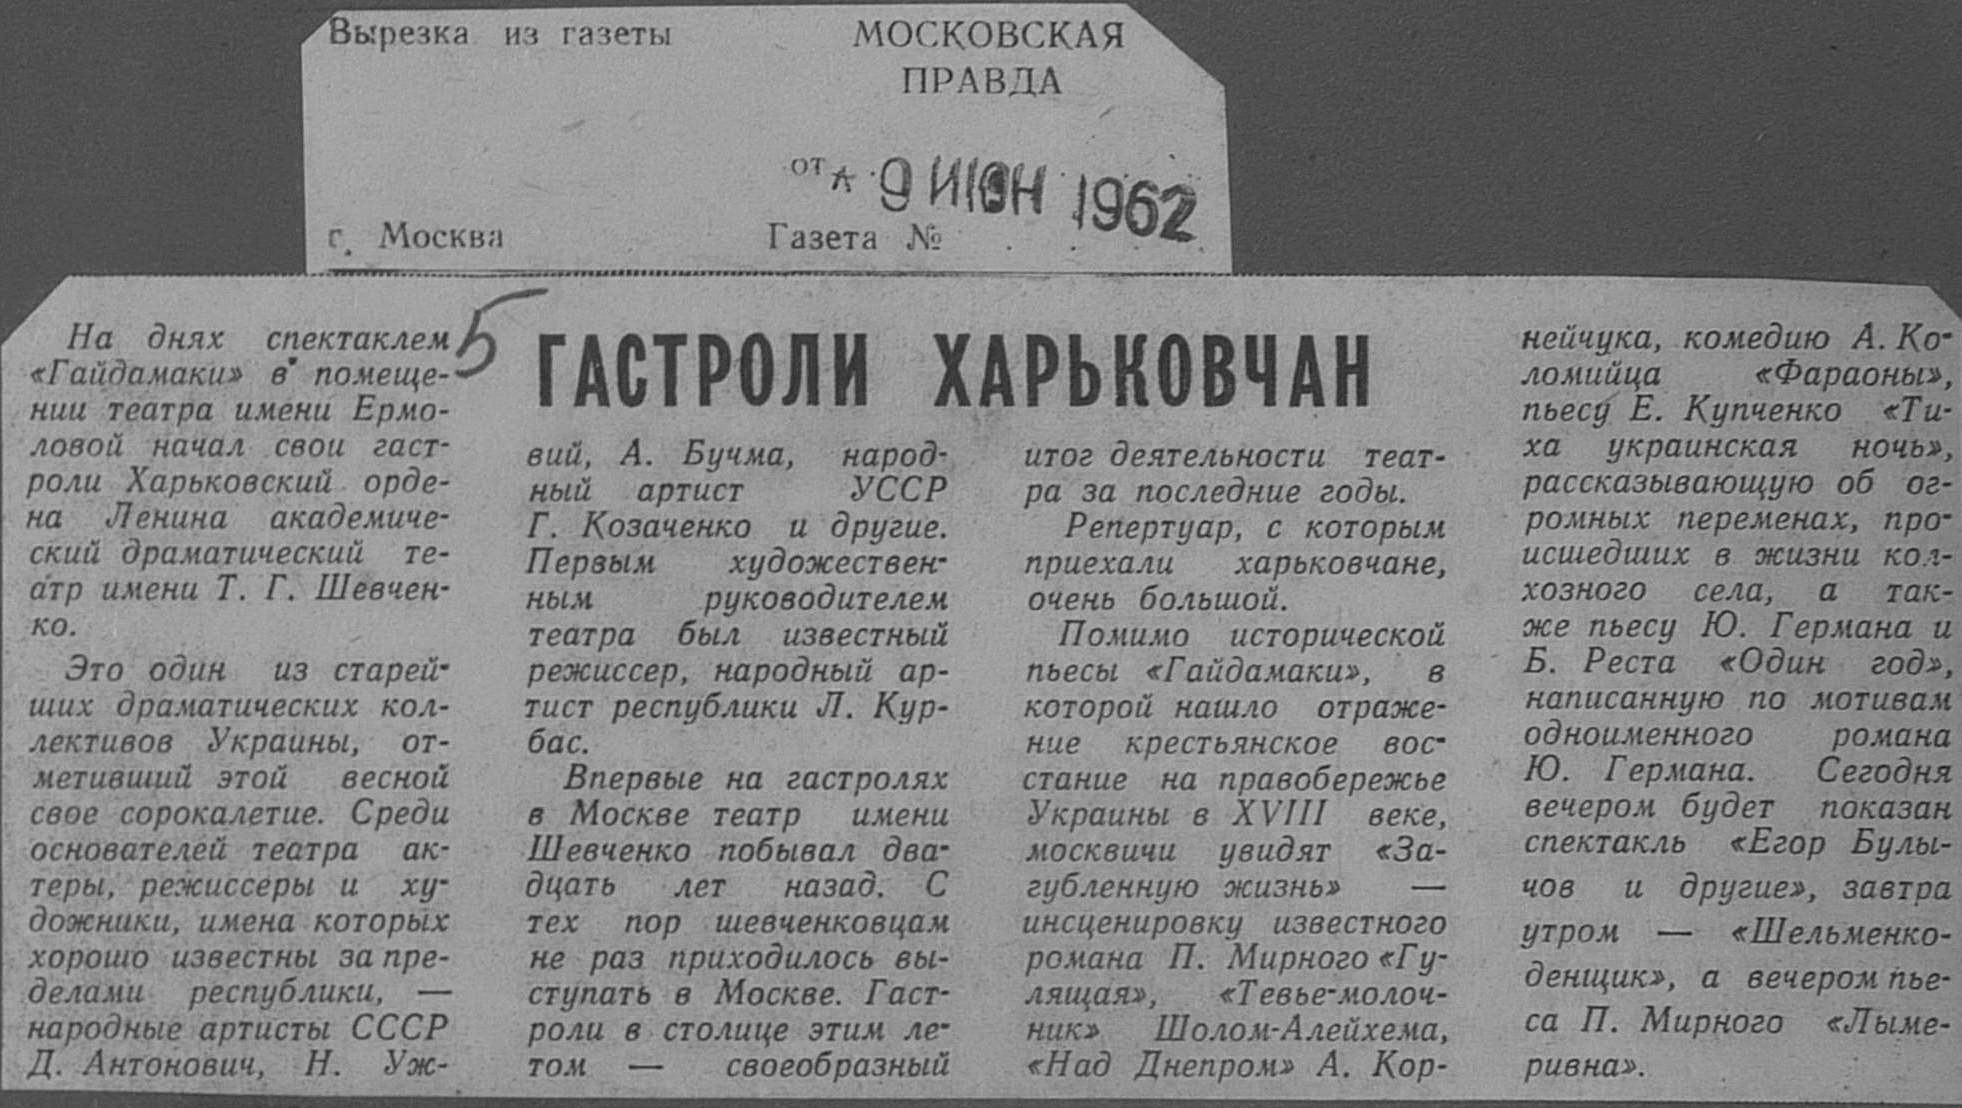 Вырезка из газеты
МОСКОВСКАЯ
ПРАВДА
от 9 ИЮН 1962
г. Москва Газета №
5
ГАСТРОЛИ ХАРЬКОВЧАН
На днях спектаклем
«Гайдамаки» в помеще-
нии театра имени Ермо-
ловой начал свои гаст-
роли Харьковский орде-
на Ленина академиче-
ский драматический те-
атр имени Т. Г. Шевчен-
ко.
Это один из старей-
ших драматических кол-
лективов Украины, от-
метивший этой весной
свое сорокалетие. Среди
основателей театра ак-
теры, режиссеры и ху-
дожники, имена которых
хорошо известны за пре-
делами республики, —
народные артисты СССР
Д. Антонович, Н. Уж-
вий, А. Бучма, народ-
ный артист УССР
Г. Козаченко и другие.
Первым художествен-
ным руководителем
театра был известный
режиссер, народный ар-
тист республики Л. Кур-
бас.
Впервые на гастролях
в Москве театр имени
Шевченко побывал два-
дцать лет назад. С
тех пор шевченковцам
не раз приходилось вы-
ступать в Москве. Гаст-
роли в столице этим ле-
том — своеобразный
итог деятельности теат-
ра за последние годы.
Репертуар, с которым
приехали харьковчане,
очень большой.
Помимо исторической
пьесы «Гайдамаки», в
которой нашло отраже-
ние крестьянское вос-
стание на правобережье
Украины в XVIII веке,
москвичи увидят «За-
губленную жизнь» —
инсценировку известного
романа П. Мирного «Гу-
лящая», «Тевье-молоч-
ник» Шолом-Алейхема,
«Над Днепром» А. Кор-
нейчука, комедию А. Ко-
ломийца «Фараоны»,
пьесу Е. Купченко «Ти-
ха украинская ночь»,
рассказывающую об ог-
ромных переменах, про-
исшедших в жизни кол-
хозного села, а так-
же пьесу Ю. Германа и
Б. Реста «Один год»,
написанную по мотивам
одноименного романа
Ю. Германа. Сегодня
вечером будет показан
спектакль «Егор Булы-
чов и другие», завтра
утром — «Шельменко-
денщик», а вечером пье-
са П. Мирного «Лыме-
ривна».